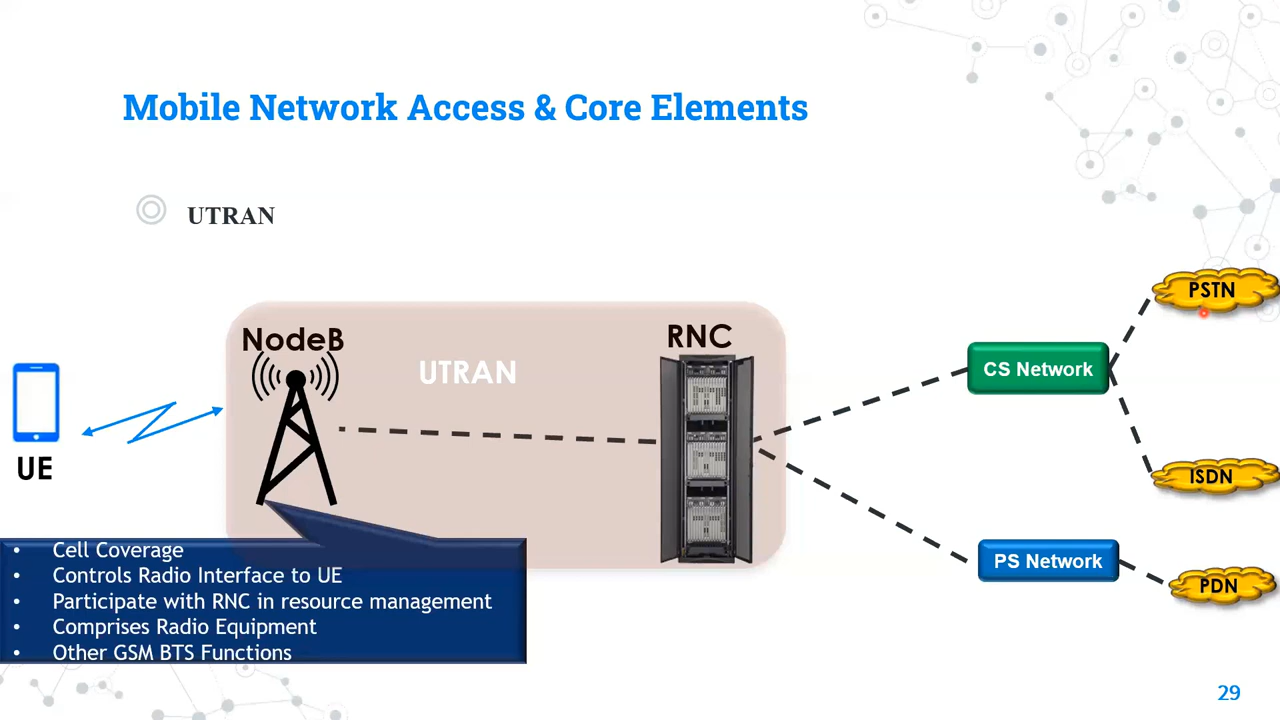 Mobile Network Access & Core Elements
UTRAN
NodeB
UTRAN
RNC
UE
CS Network
PS Network
PSTN
ISDN
PDN
• Cell Coverage
• Controls Radio Interface to UE
• Participate with RNC in resource management
• Comprises Radio Equipment
• Other GSM BTS Functions
29